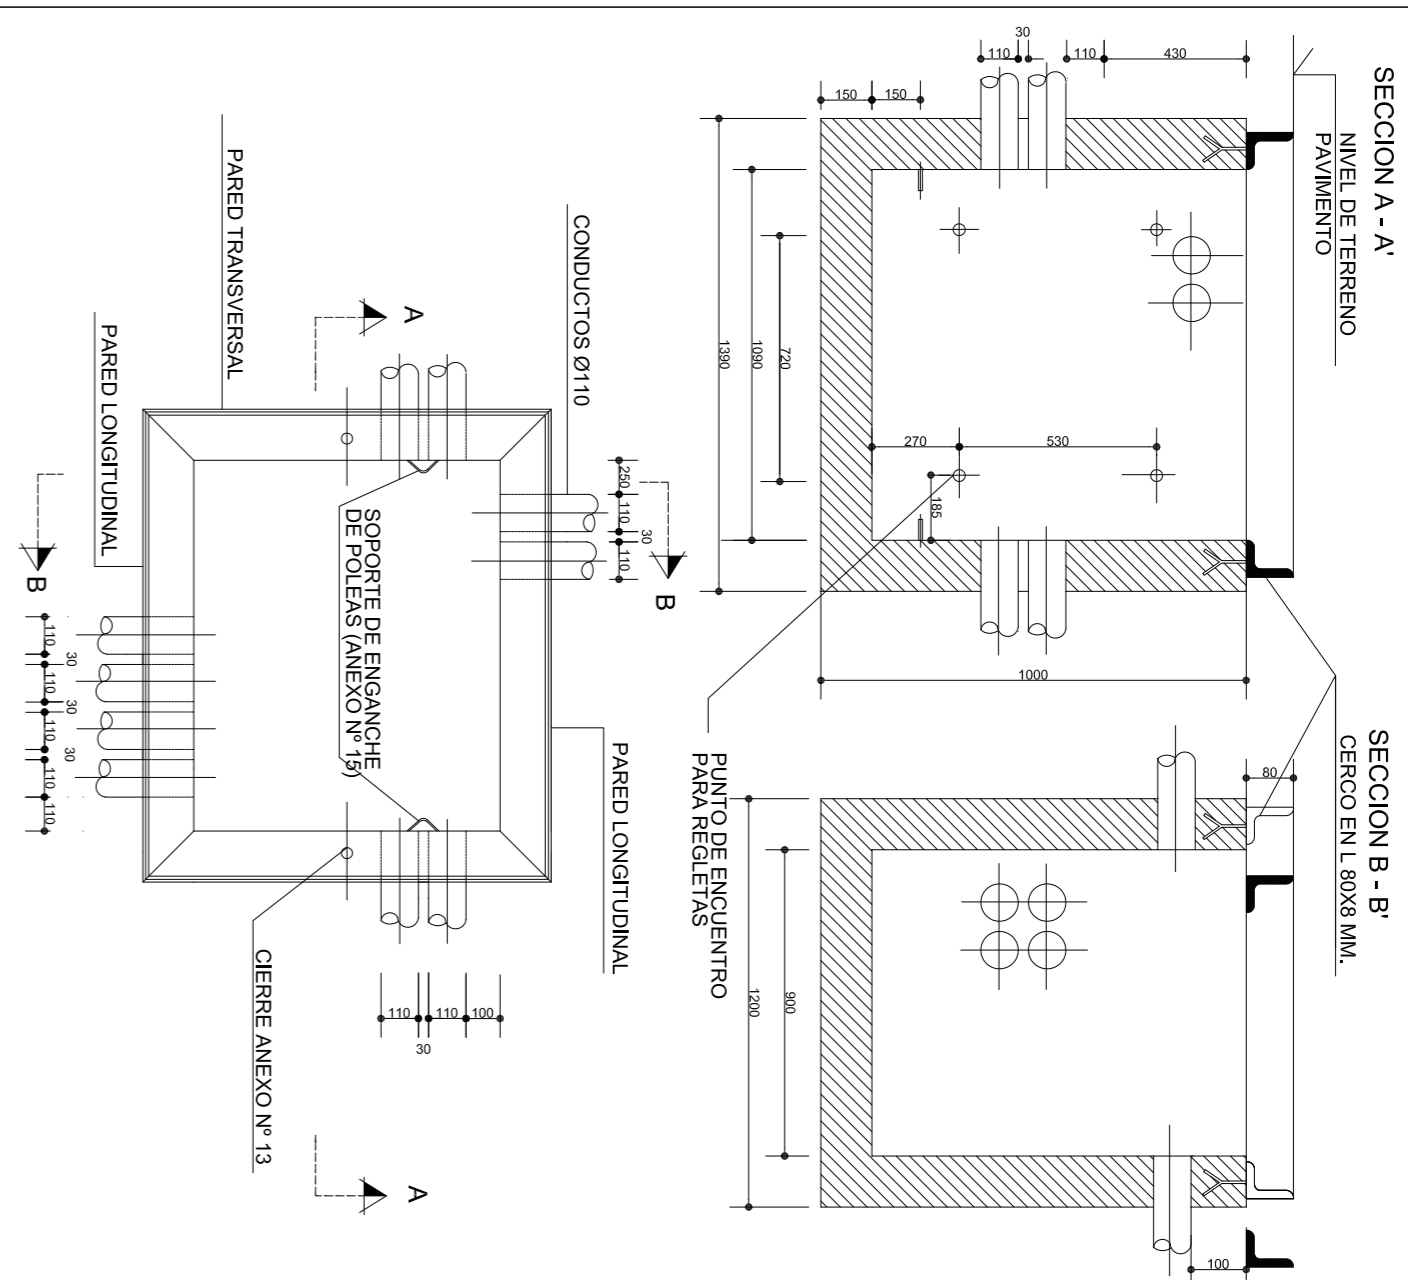 SECCION A - A'
NIVEL DE TERRENO
PAVIMENTO
30
110
110
430
150
150
1390
1090
720
270
530
185
1000
PUNTO DE ENCUENTRO
PARA REGLETAS
SECCION B - B'
CERCO EN L 80X8 MM.
80
1200
900
100
PARED TRANSVERSAL
PARED LONGITUDINAL
CONDUCTOS Ø110
A
B
250
110
30
110
B
SOPORTE DE ENGANCHE
DE POLEAS (ANEXO Nº 15)
PARED LONGITUDINAL
110
30
110
30
110
30
110
110
110
110
100
30
CIERRE ANEXO Nº 13
A